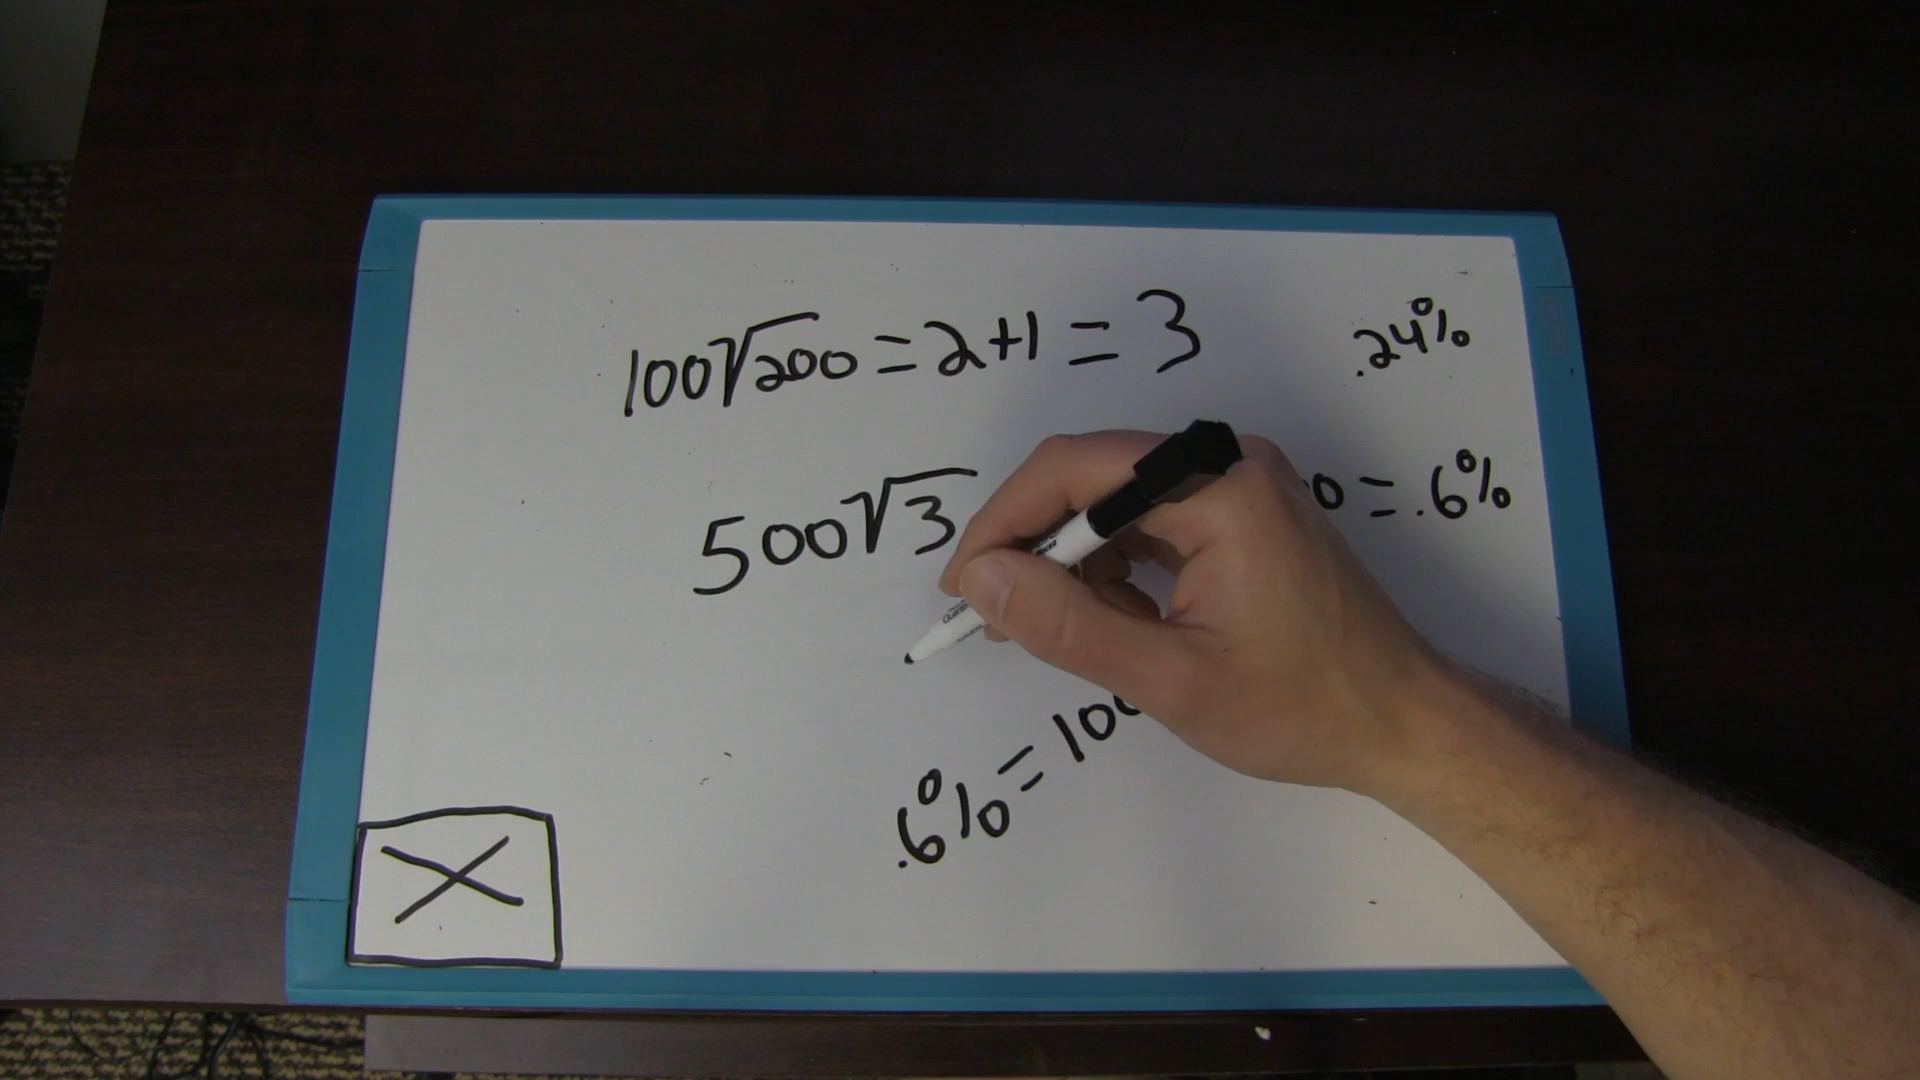 100√200 = 2+1 = 3
.24%
500√3
0 = .6%
.6% = 100
X